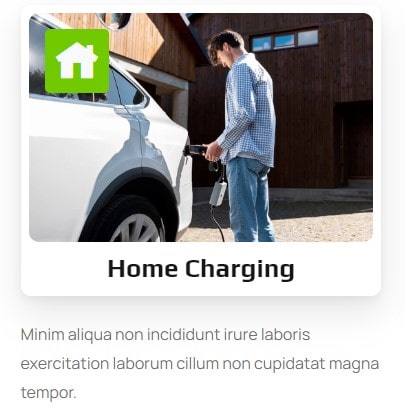 Home Charging
Minim aliqua non incididunt irure laboris
exercitation laborum cillum non cupidatat magna
tempor.